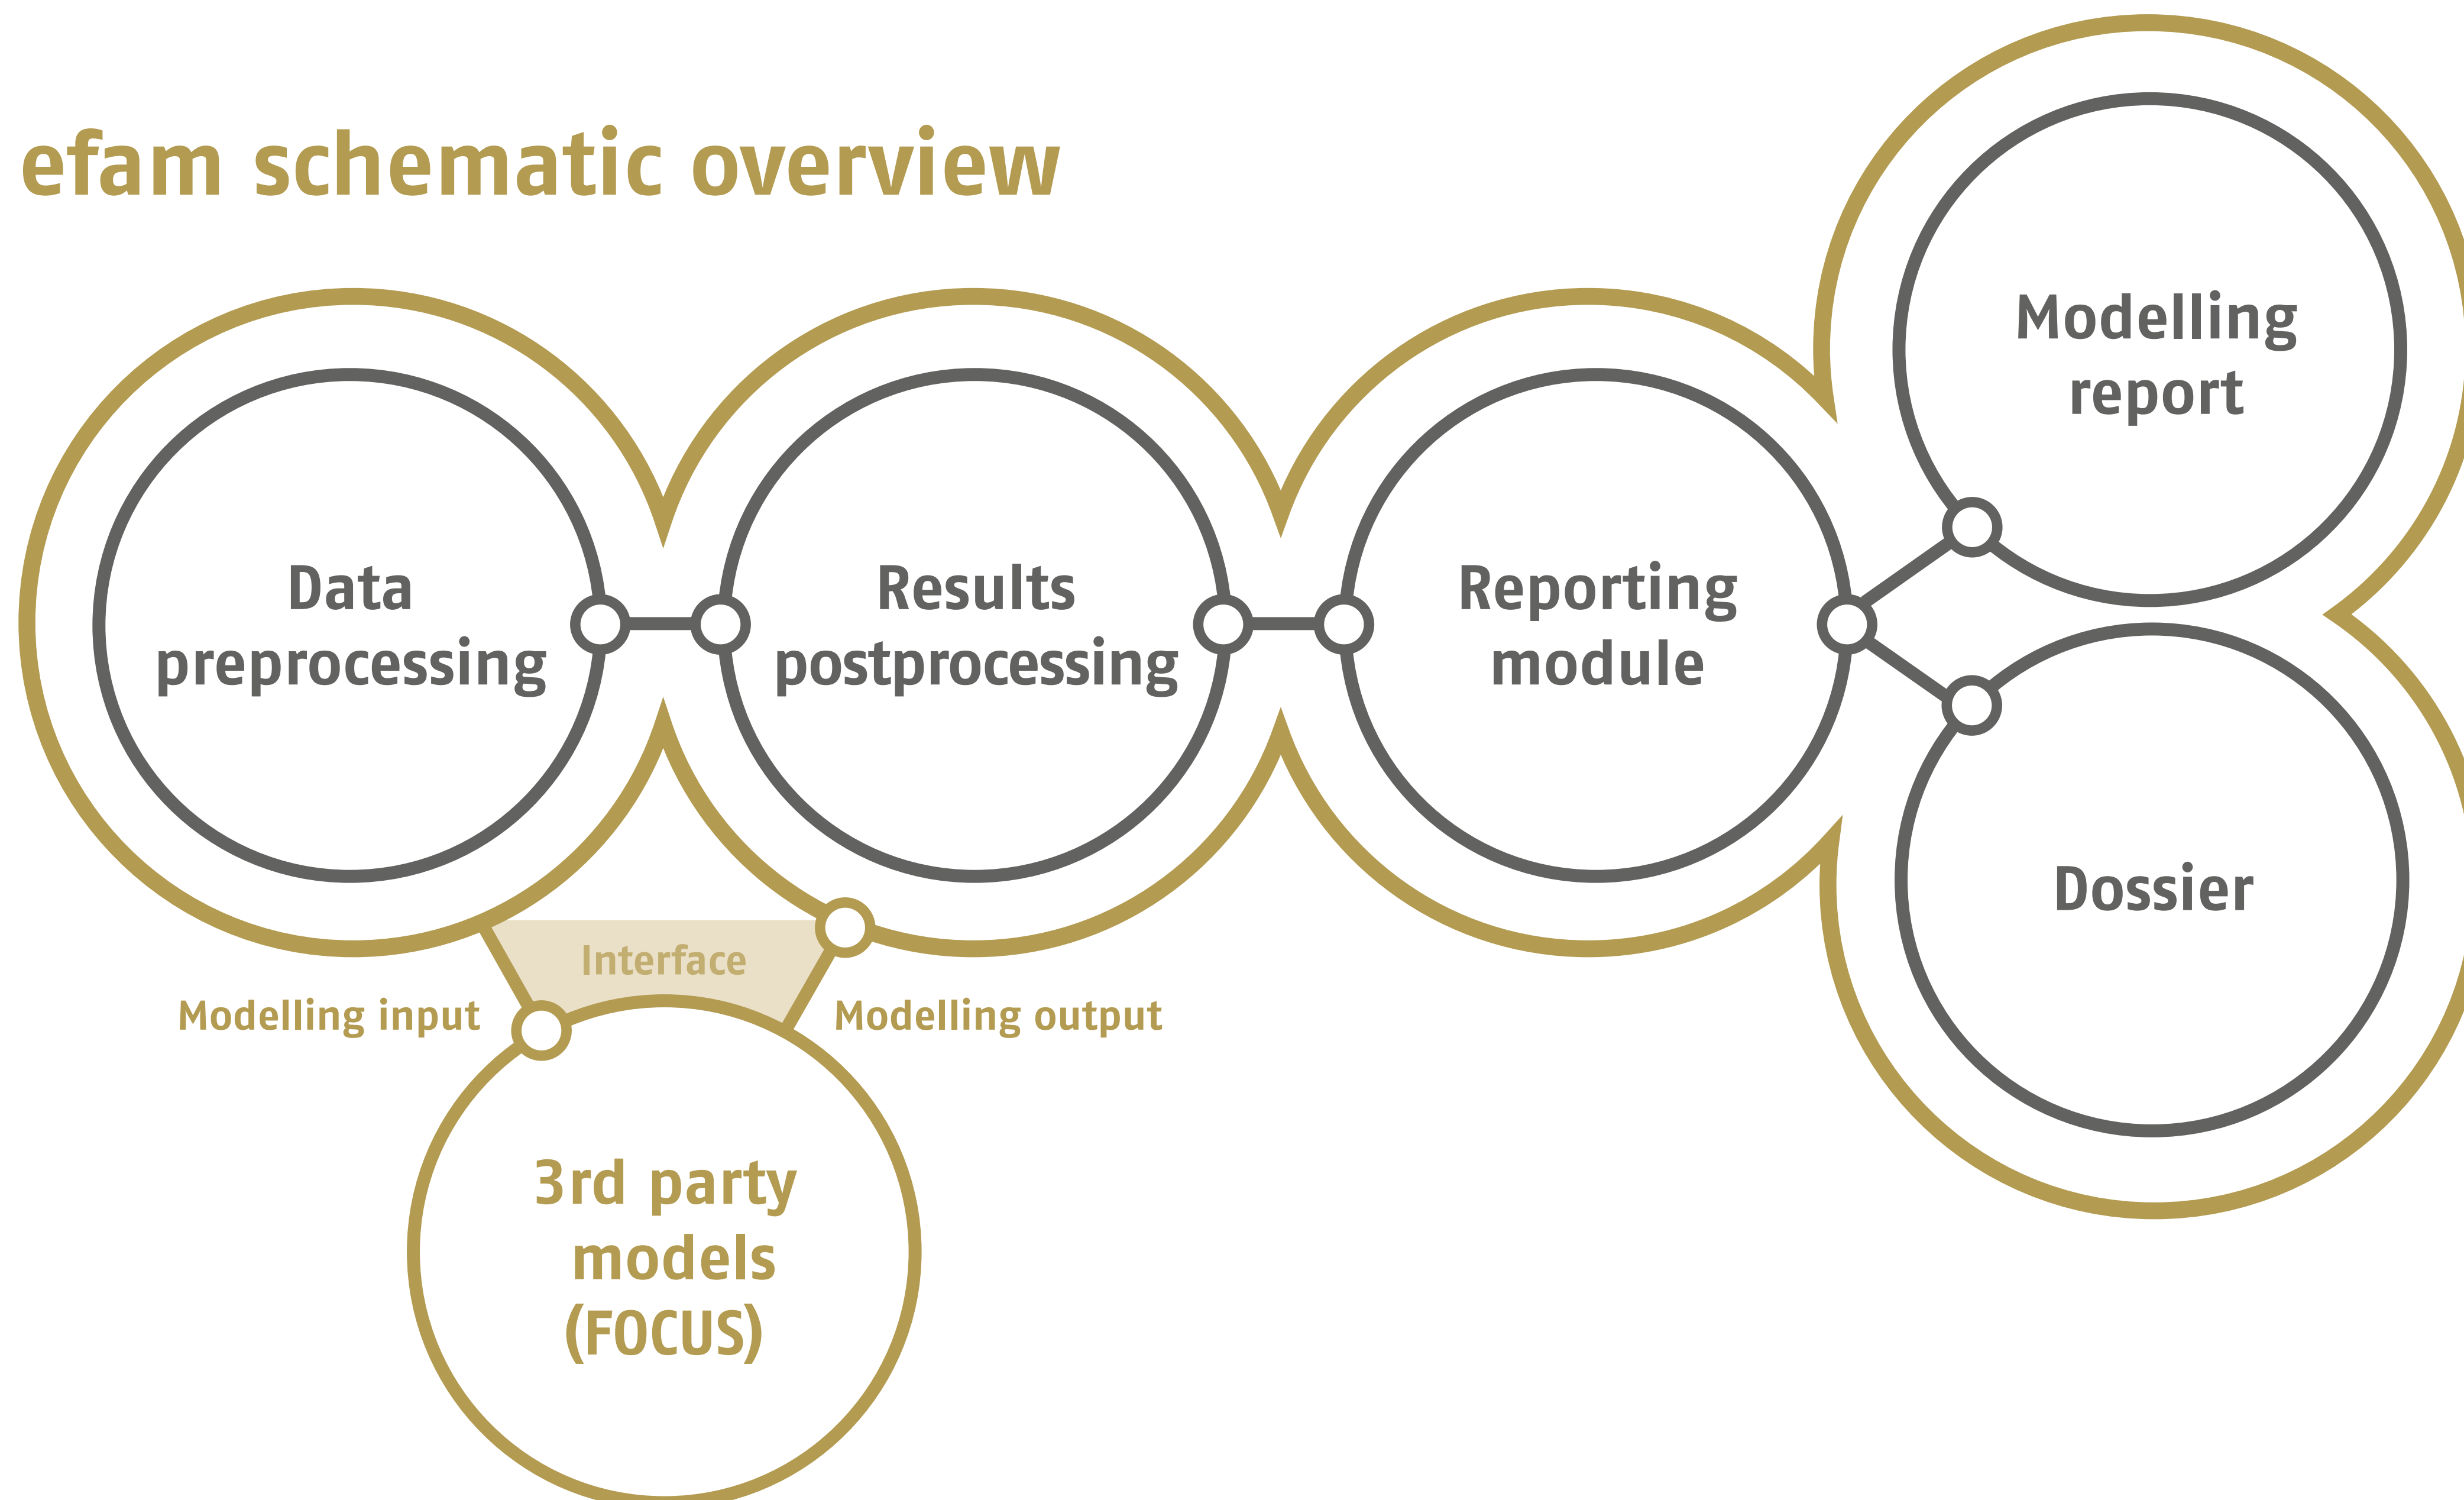 efam schematic overview
Modelling
report
Data
preprocessing
Results
postprocessing
Reporting
module
Dossier
Interface
Modelling input
Modelling output
3rd party
models
(FOCUS)